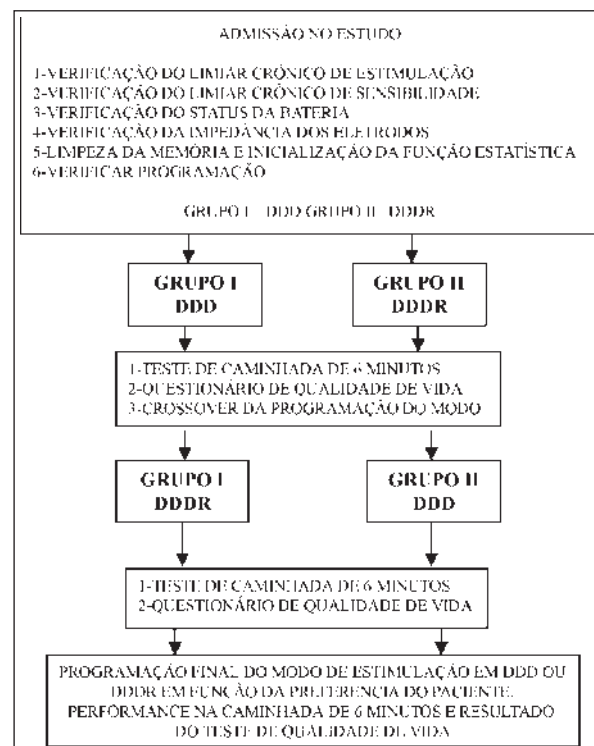 ADMISSÃO NO ESTUDO
1-VERIFICAÇÃO DO LIMIAR CRÔNICO DE ESTIMULAÇÃO
2-VERIFICAÇÃO DO LIMIAR CRÔNICO DE SENSIBILIDADE
3-VERIFICAÇÃO DO STATUS DA BATERIA
4-VERIFICAÇÃO DA IMPEDÂNCIA DOS ELETRODOS
5-LIMPEZA DA MEMÓRIA E INICIALIZAÇÃO DA FUNÇÃO ESTATÍSTICA
6-VERIFICAR PROGRAMAÇÃO
GRUPO I DDD GRUPO II DDDR
GRUPO I
DDD
GRUPO II
DDDR
1-TESTE DE CAMINHADA DE 6 MINUTOS
2-QUESTIONÁRIO DE QUALIDADE DE VIDA
3-CROSSOVER DA PROGRAMAÇÃO DO MODO
GRUPO I
DDDR
GRUPO II
DDD
1-TESTE DE CAMINHADA DE 6 MINUTOS
2-QUESTIONÁRIO DE QUALIDADE DE VIDA
PROGRAMAÇÃO FINAL DO MODO DE ESTIMULAÇÃO EM DDD OU
DDDR EM FUNÇÃO DA PREFERENCIA DO PACIENTE.
PERFORMANCE NA CAMINHADA DE 6 MINUTOS E RESULTADO
DO TESTE DE QUALIDADE DE VIDA